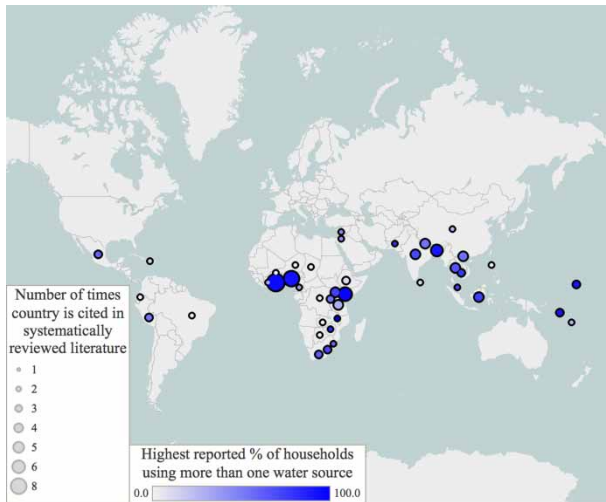 Number of times
country is cited in
systematically
reviewed literature
1
2
3
4
5
6
8
Highest reported % of households
using more than one water source
0.0 100.0